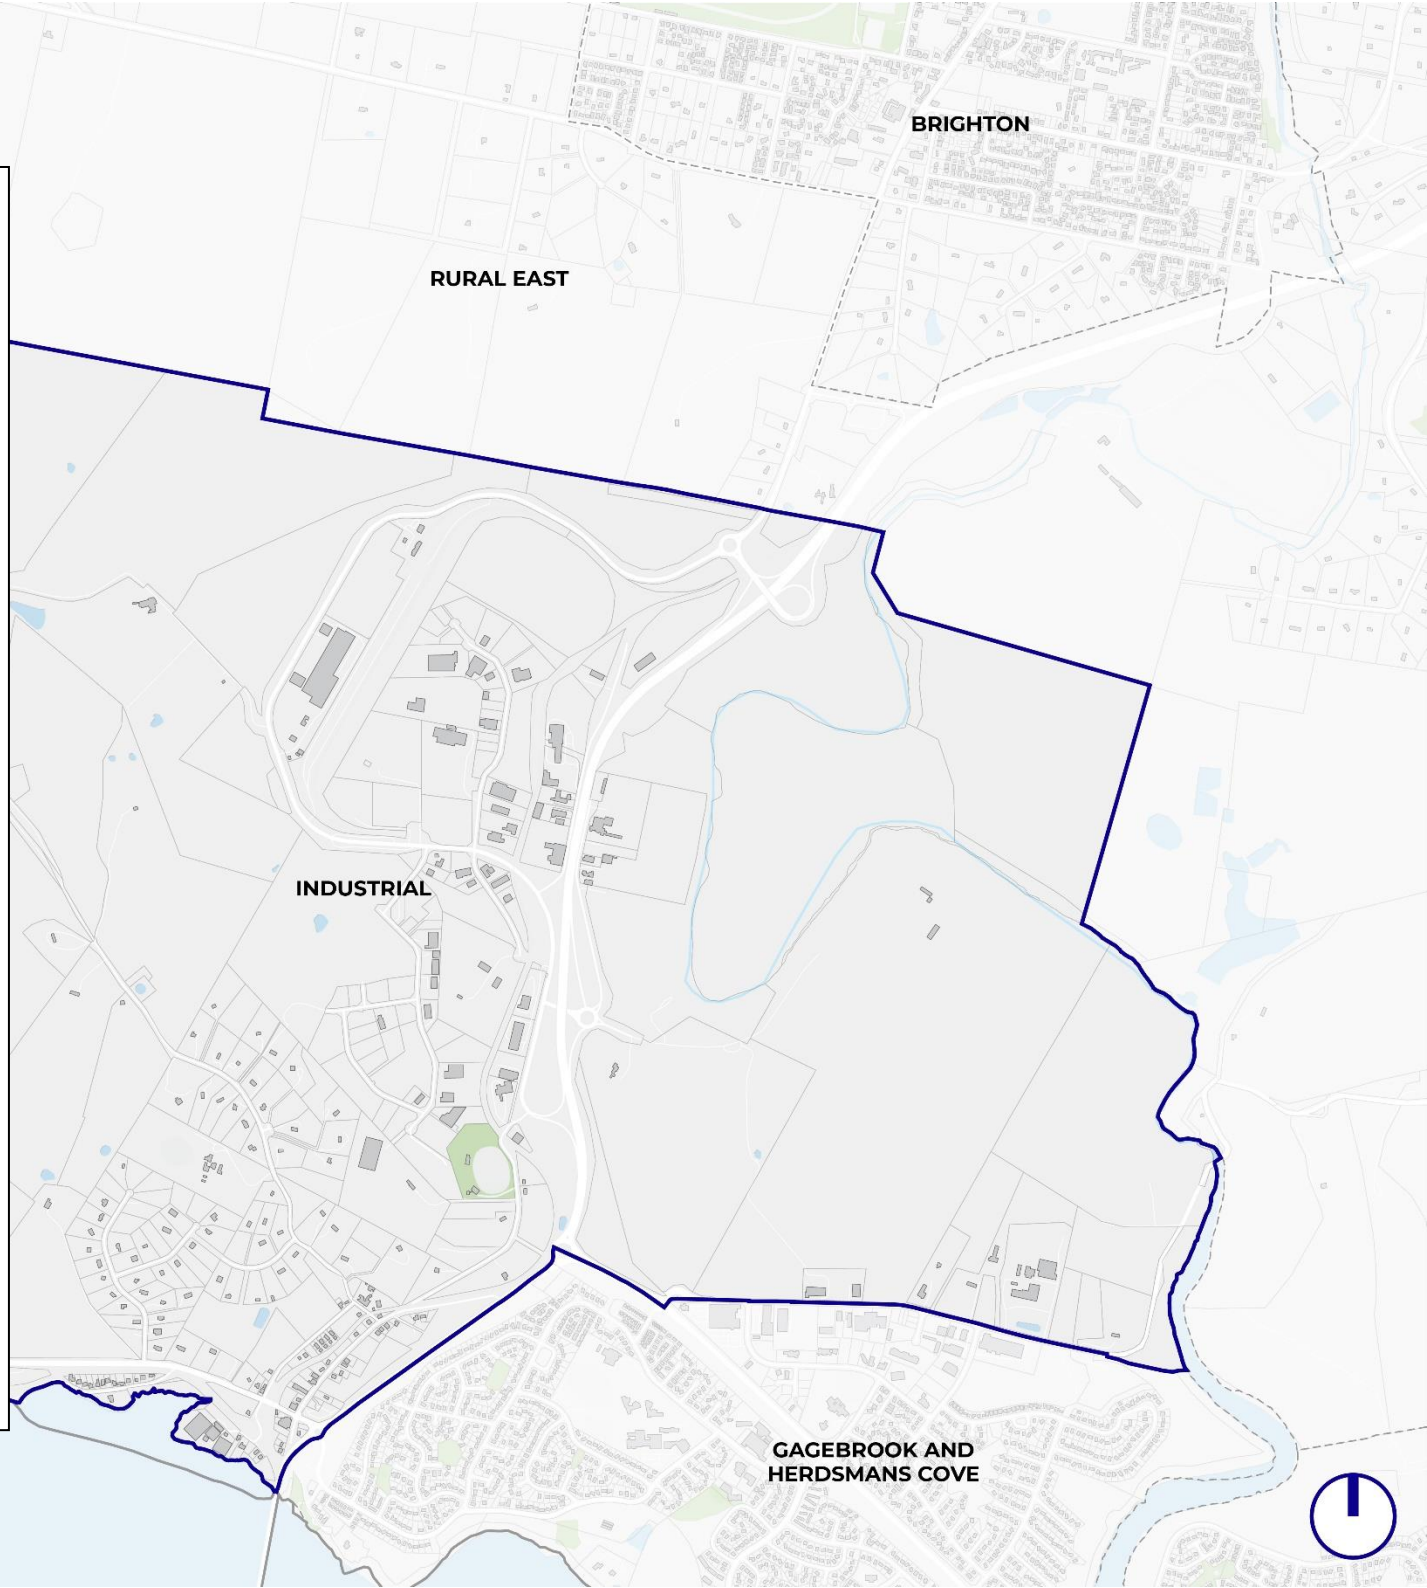 BRIGHTON
RURAL EAST
INDUSTRIAL
GAGEBROOK AND
HERDSMANS COVE